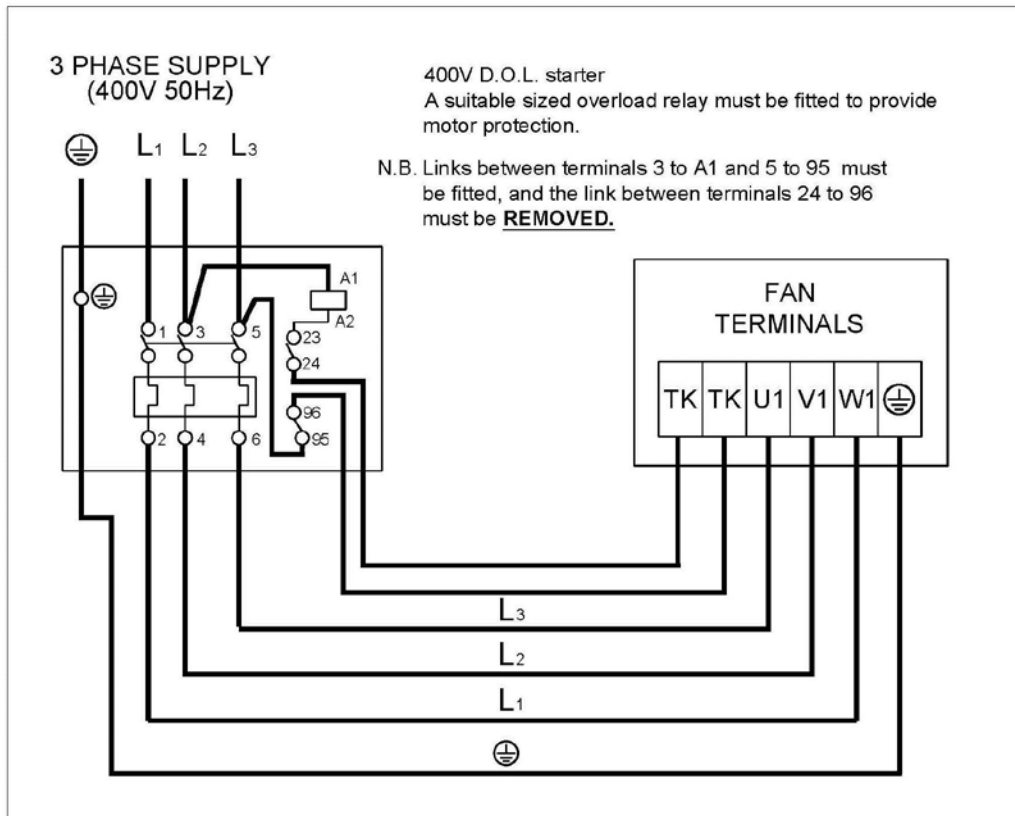 3 PHASE SUPPLY
(400V 50Hz)
400V D.O.L. starter
A suitable sized overload relay must be fitted to provide
motor protection.
N.B. Links between terminals 3 to A1 and 5 to 95 must
be fitted, and the link between terminals 24 to 96
must be REMOVED.
L1 L2 L3
A1
A2
1 3 5
23
24
96
95
2 4 6
FAN
TERMINALS
TK TK U1 V1 W1
L3
L2
L1